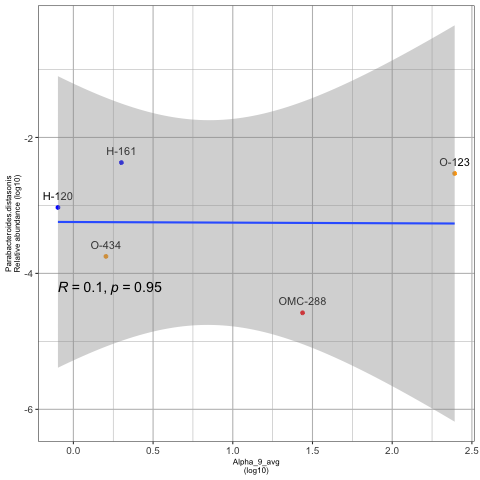 Parabacteroides.distasonis
Relative abundance (log10)
-2
-4
-6
H-161
O-123
H-120
O-434
R = 0.1, p = 0.95
OMC-288
0.0 0.5 1.0 1.5 2.0 2.5
Alpha_9_avg
(log10)